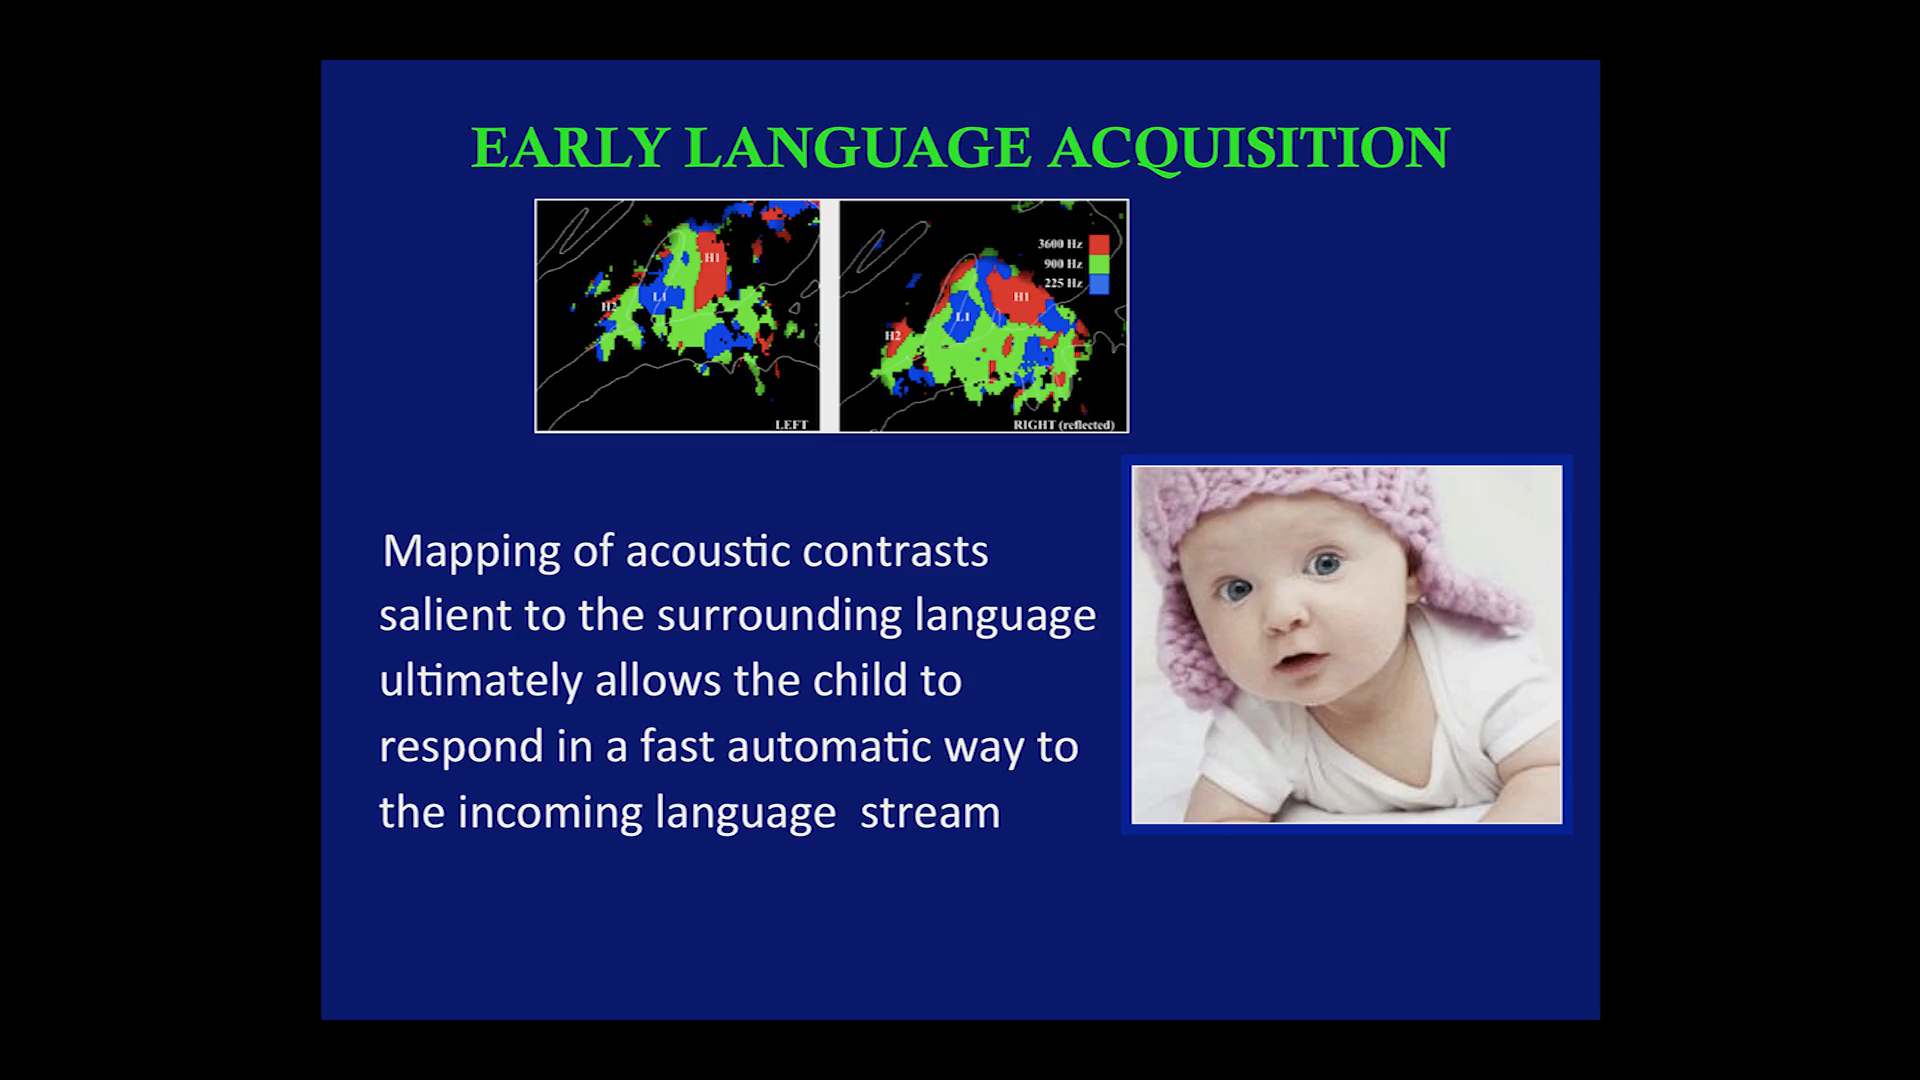 EARLY LANGUAGE ACQUISITION
H1
L1
H2
LEFT
3600 Hz
900 Hz
225 Hz
H1
L1
H2
RIGHT (reflected)
Mapping of acoustic contrasts
salient to the surrounding language
ultimately allows the child to
respond in a fast automatic way to
the incoming language  stream